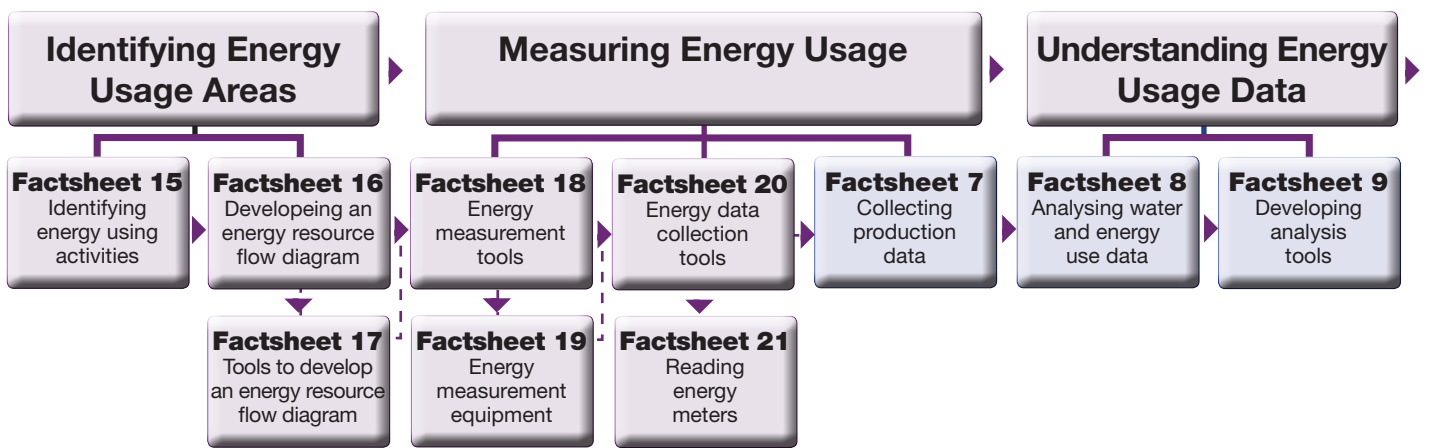 Identifying Energy
Usage Areas
Measuring Energy Usage
Understanding Energy
Usage Data
Factsheet 15
Identifying
energy using
activities
Factsheet 16
Developeing an
energy resource
flow diagram
Factsheet 18
Energy
measurement
tools
Factsheet 20
Energy data
collection
tools
Factsheet 7
Collecting
production
data
Factsheet 8
Analysing water
and energy
use data
Factsheet 9
Developing
analysis
tools
Factsheet 17
Tools to develop
an energy resource
flow diagram
Factsheet 19
Energy
measurement
equipment
Factsheet 21
Reading
energy
meters